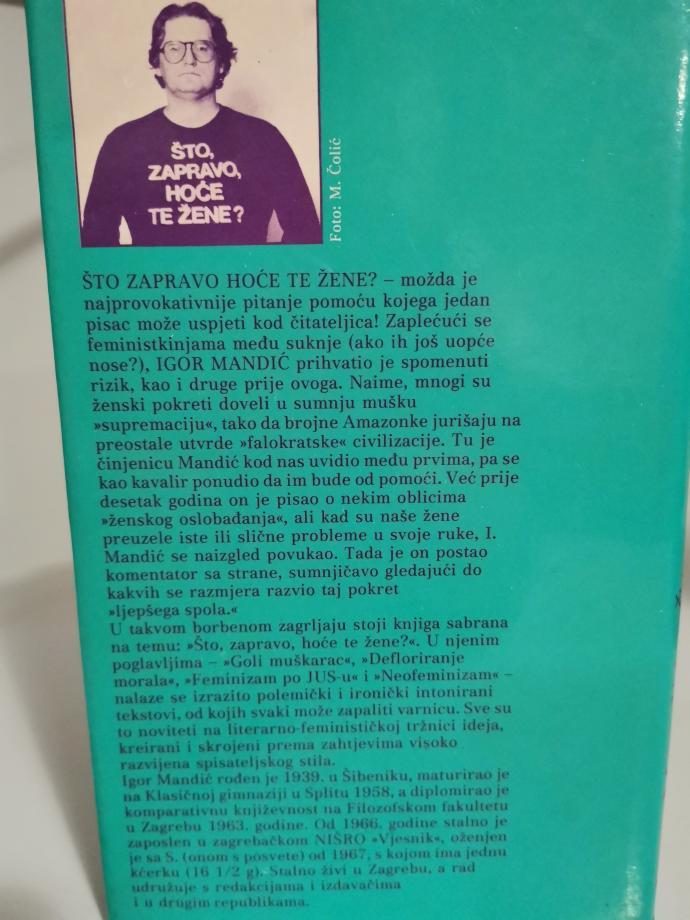 ŠTO,
ZAPRAVO,
HOĆE
TE ŽENE?
Foto: M. Čolić
ŠTO ZAPRAVO HOĆE TE ŽENE? – možda je
najprovokativnije pitanje pomoću kojega jedan
pisac može uspjeti kod čitateljica! Zaplećući se
feministkinjama među suknje (ako ih još uopće
nose?), IGOR MANDIĆ prihvatio je spomenuti
rizik, kao i druge prije ovoga. Naime, mnogi su
ženski pokreti doveli u sumnju mušku
»supremaciju«, tako da brojne Amazonke jurišaju na
preostale utvrde »falokratske« civilizacije. Tu je
činjenicu Mandić kod nas uvidio među prvima, pa se
kao kavalir ponudio da im bude od pomoći. Već prije
desetak godina on je pisao o nekim oblicima
»ženskog oslobađanja«, ali kad su naše žene
preuzele iste ili slične probleme u svoje ruke, I.
Mandić se naizgled povukao. Tada je on postao
komentator sa strane, sumnjičavo gledajući do
kakvih se razmjera razvio taj pokret
»ljepšega spola.«
U takvom borbenom zagrljaju stoji knjiga sabrana
na temu: »Što, zapravo, hoće te žene?«. U njenim
poglavljima – »Goli muškarac«, »Defloriranje
morala«, »Feminizam po JUS-u« i »Neofeminizam« –
nalaze se izrazito polemički i ironički intonirani
tekstovi, od kojih svaki može zapaliti varnicu. Sve su
to noviteti na literarno-feminističkoj tržnici ideja,
kreirani i skrojeni prema zahtjevima visoko
razvijena spisateljskog stila.
Igor Mandić rođen je 1939. u Šibeniku, maturirao je
na Klasičnoj gimnaziji u Splitu 1958, a diplomirao je
komparativnu književnost na Filozofskom fakultetu
u Zagrebu 1963. godine. Od 1966. godine stalno je
zaposlen u zagrebačkom NIŠRO »Vjesnik«, oženjen
je sa S. (onom s posvete) od 1967, s kojom ima jednu
kćerku (16 1/2 g). Stalno živi u Zagrebu, a rad
udružuje s redakcijama i izdavačima
i u drugim republikama.